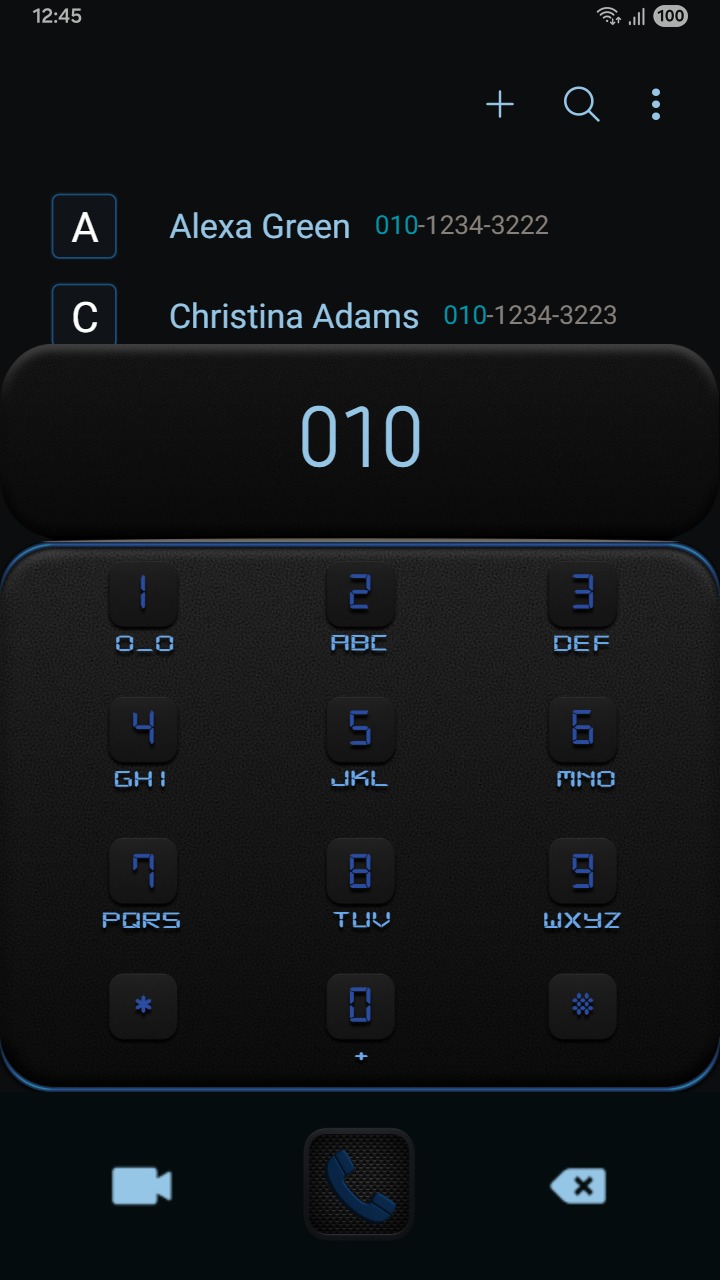 12:45 100
A Alexa Green 010-1234-3222
C Christina Adams 010-1234-3223
010
1 2 3
O_O ABC DEF
4 5 6
GHI JKL MNO
7 8 9
PQRS TUV WXYZ
* 0 #
+